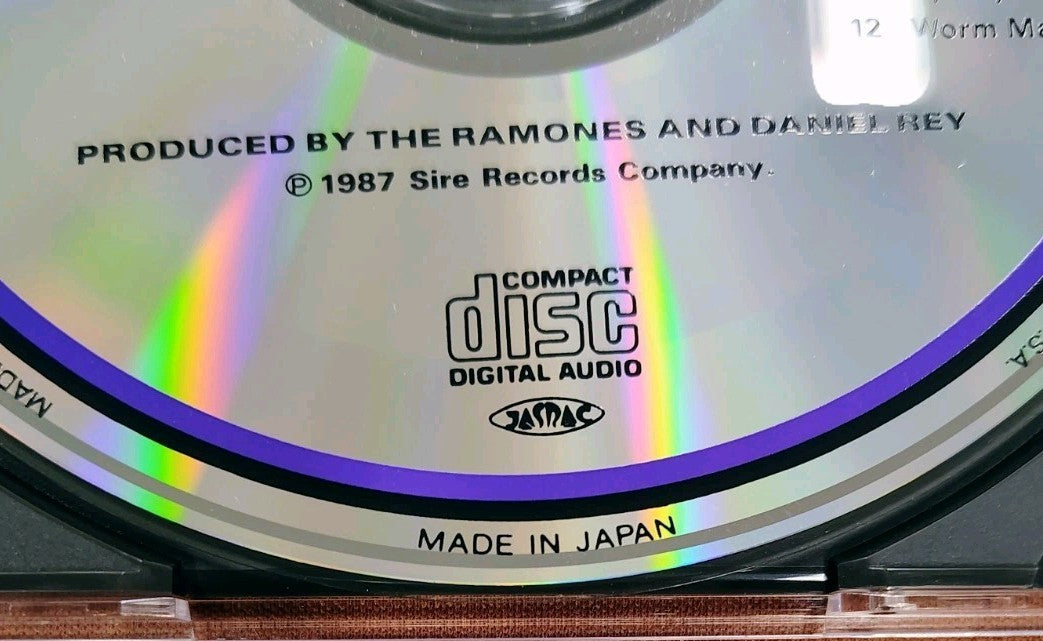 12 Worm
PRODUCED BY THE RAMONES AND DANIEL REY
℗ 1987 Sire Records Company.
COMPACT
disc
DIGITAL AUDIO
JASRAC
MADE IN JAPAN